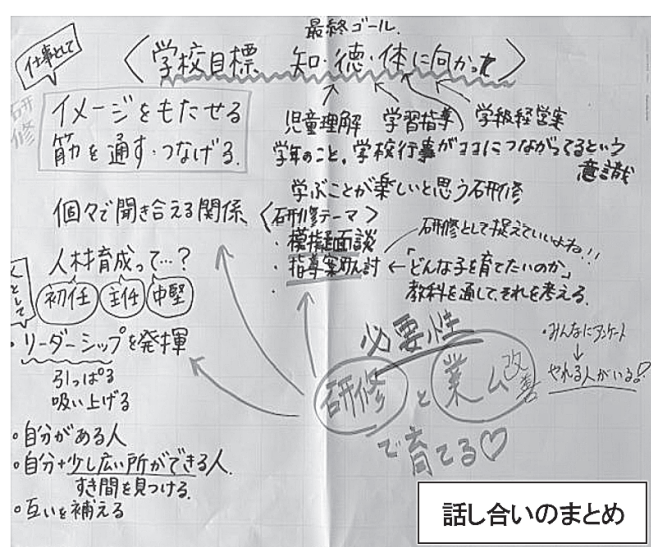 最終ゴール.
仕事として
〈学校目標 知・徳・体に向かった〉
研修
イメージをもたせる
筋を通す・つなげる.
児童理解 学習指導 学級経営案
学年のこと,学校行事がココにつながってるという
意識
学ぶことが楽しいと思う研修
個々で聞き合える関係
〈研修テーマ〉
・模擬面談
・指導案検討
研修として捉えていいよね!!
←どんな子を育てたいのか,
教科を通して,それを考える.
人材育成って…?
として
初任 主任 中堅
・リーダーシップを発揮
引っぱる
吸い上げる
・自分がある人
・自分+少し広い所ができる人.
すき間を見つける.
・互いを補える
必要性
研修と業ム改善
で育てる♡
・みんなにアンケート
↓
やれる人がいる!?
話し合いのまとめ